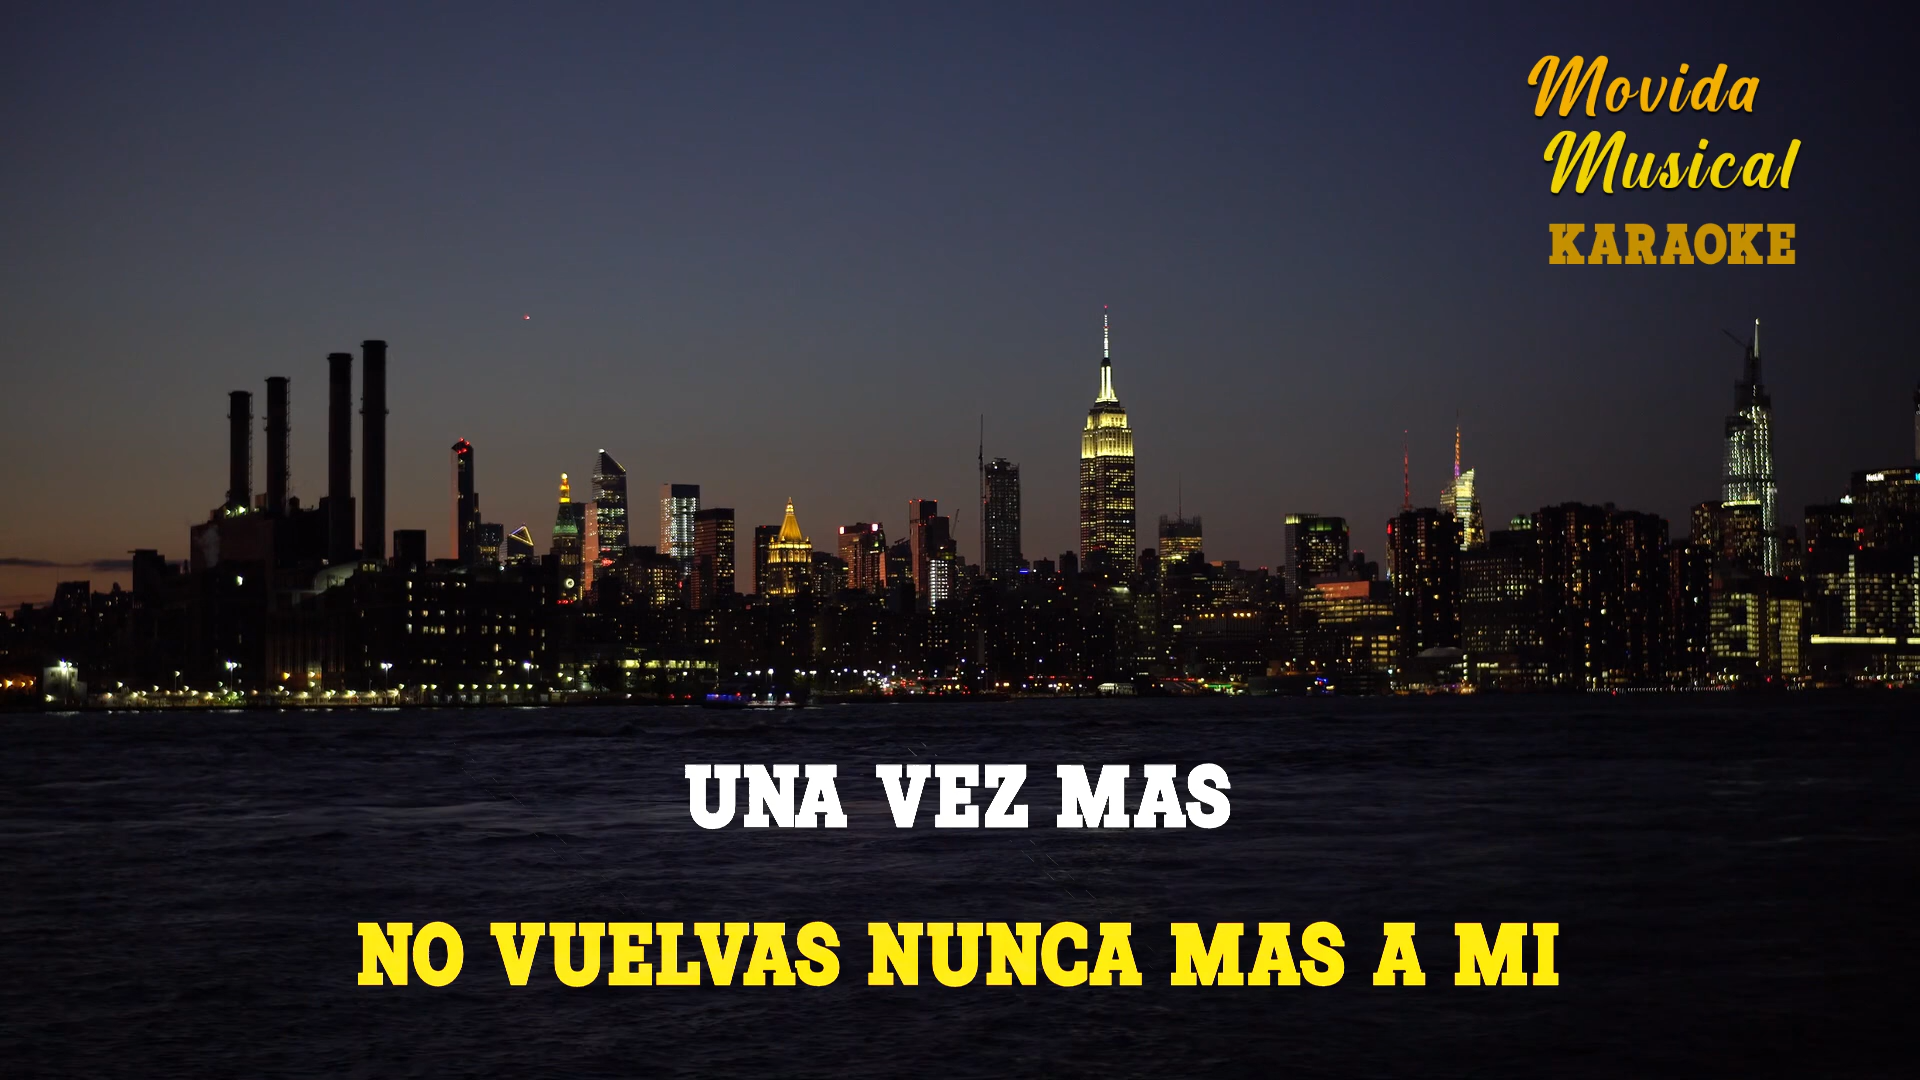 Movida
Musical
KARAOKE
UNA VEZ MAS
NO VUELVAS NUNCA MAS A MI